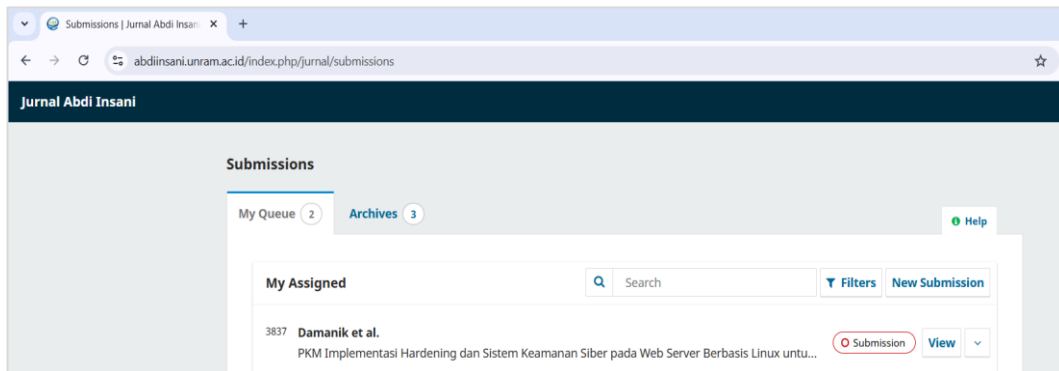 Submissions | Jurnal Abdi Insan
abdiinsani.unram.ac.id/index.php/jurnal/submissions
Jurnal Abdi Insani
Submissions
My Queue 2 Archives 3
Help
My Assigned Search Filters New Submission
3837 Damanik et al.
PKM Implementasi Hardening dan Sistem Keamanan Siber pada Web Server Berbasis Linux untu... Submission View